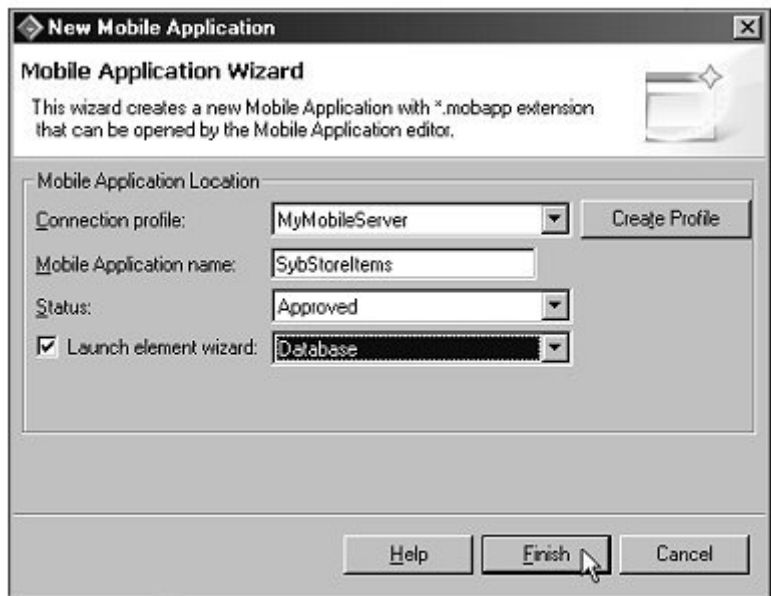 New Mobile Application
Mobile Application Wizard
This wizard creates a new Mobile Application with *.mobapp extension
that can be opened by the Mobile Application editor.
Mobile Application Location
Connection profile: MyMobileServer Create Profile
Mobile Application name: SybStoreItems
Status: Approved
Launch element wizard: Database
Help Finish Cancel